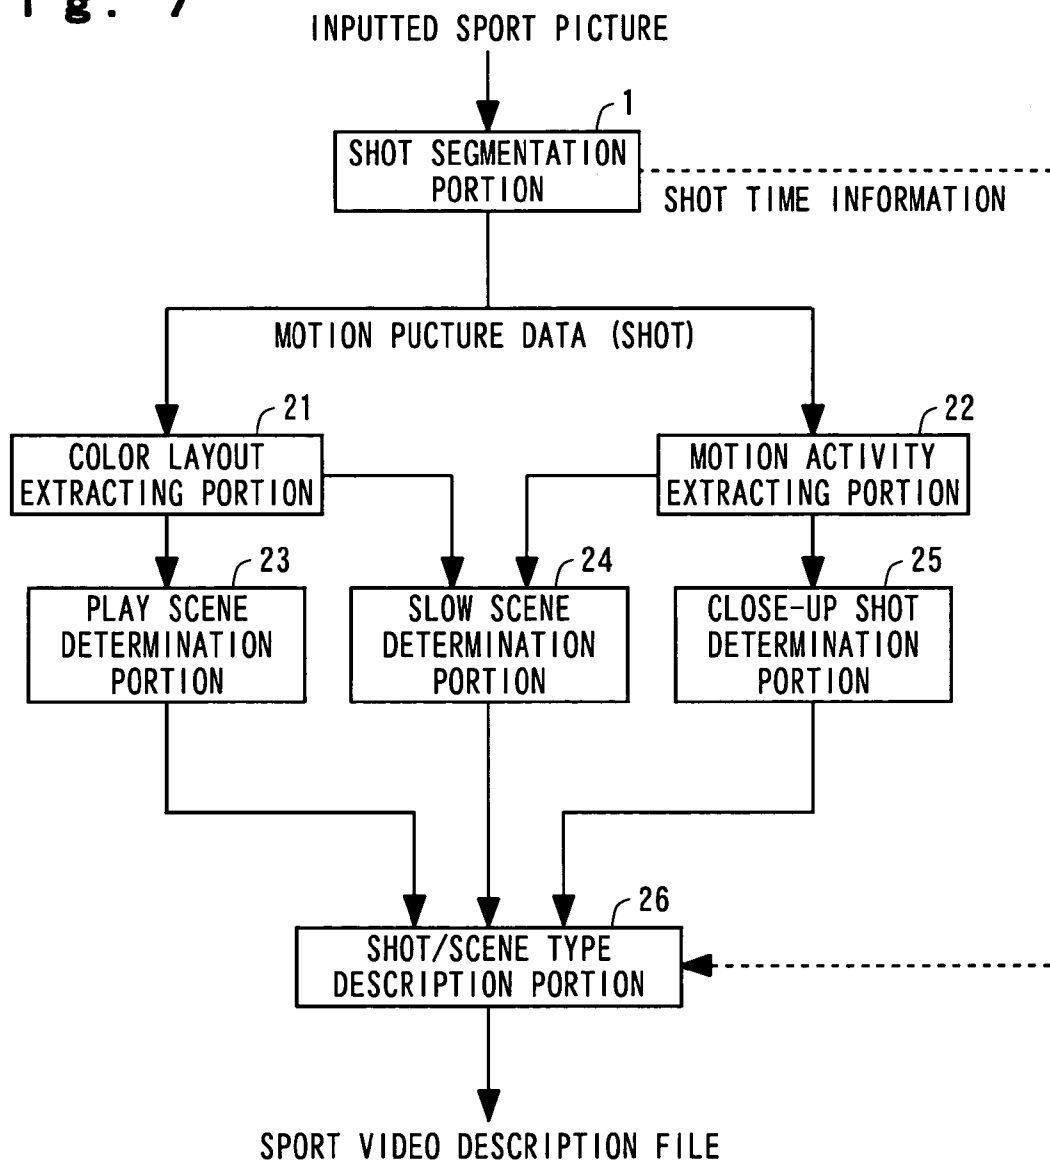 ig. 7
INPUTTED SPORT PICTURE
1
SHOT SEGMENTATION
PORTION
SHOT TIME INFORMATION
MOTION PUCTURE DATA (SHOT)
21
COLOR LAYOUT
EXTRACTING PORTION
22
MOTION ACTIVITY
EXTRACTING PORTION
23
PLAY SCENE
DETERMINATION
PORTION
24
SLOW SCENE
DETERMINATION
PORTION
25
CLOSE-UP SHOT
DETERMINATION
PORTION
26
SHOT/SCENE TYPE
DESCRIPTION PORTION
SPORT VIDEO DESCRIPTION FILE